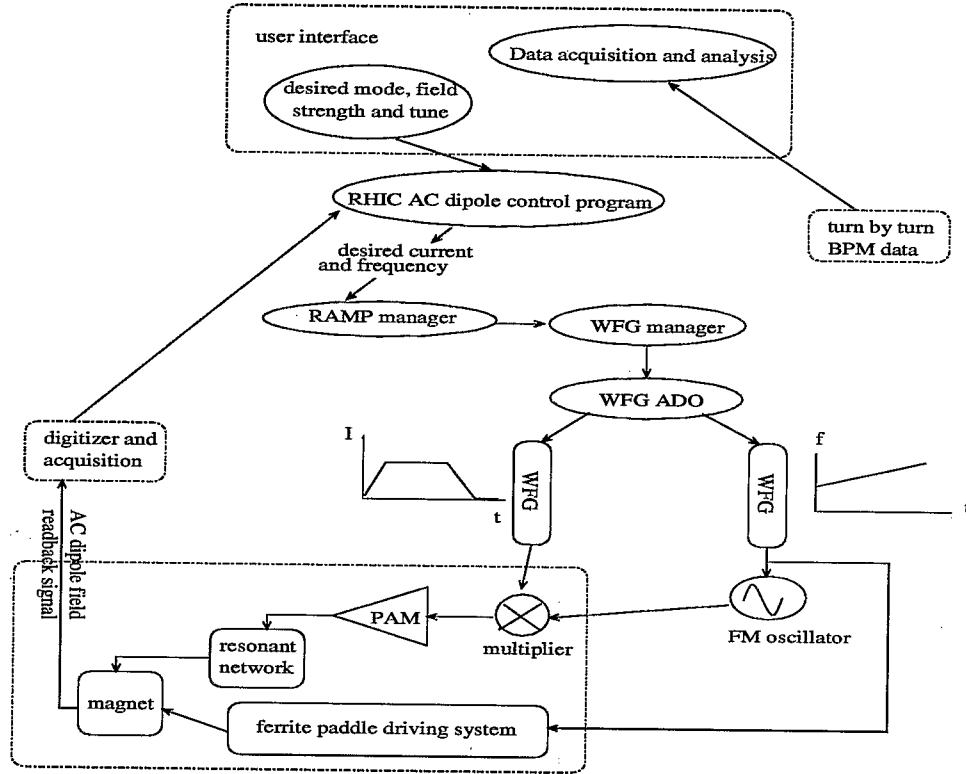 user interface
Data acquisition and analysis
desired mode, field
strength and tune
RHIC AC dipole control program
turn by turn
BPM data
desired current
and frequency
RAMP manager
WFG manager
WFG ADO
digitizer and
acquisition
I
t
WFG
WFG
f
t
AC dipole field
readback signal
PAM
multiplier
FM oscillator
resonant
network
magnet
ferrite paddle driving system